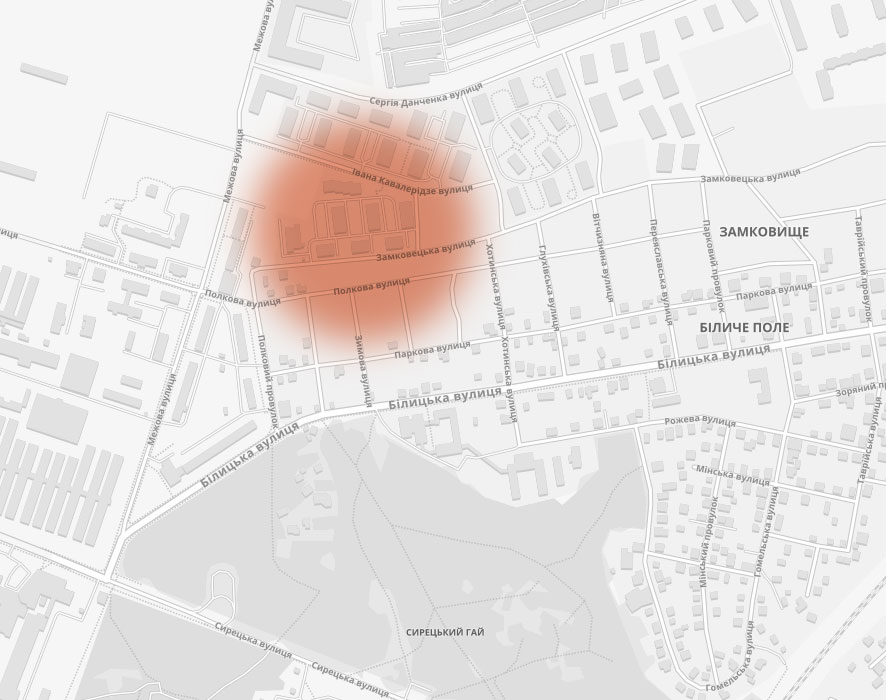 Межова вулиця
Сергія Данченка вулиця
Межова вулиця
Івана Кавалерідзе вулиця
Замковецька вулиця
ЗАМКОВИЩЕ
Таврійський провулок
Вітчизняна вулиця
Переяславська вулиця
Парковий провулок
Хотинська вулиця
Глухівська вулиця
Замковецька вулиця
Полкова вулиця
Полкова вулиця
Паркова вулиця
БІЛИЧЕ ПОЛЕ
Паркова вулиця
Зимова вулиця
Полковий провулок
Хотинська вулиця
Білицька вулиця
Білицька вулиця
Білицька вулиця
Межова вулиця
Рожева вулиця
Зоряний
Таврійська вулиця
Мінська вулиця
Мінський провулок
Гомельська вулиця
Гомельська вулиця
СИРЕЦЬКИЙ ГАЙ
Сирецька вулиця
Сирецька вулиця